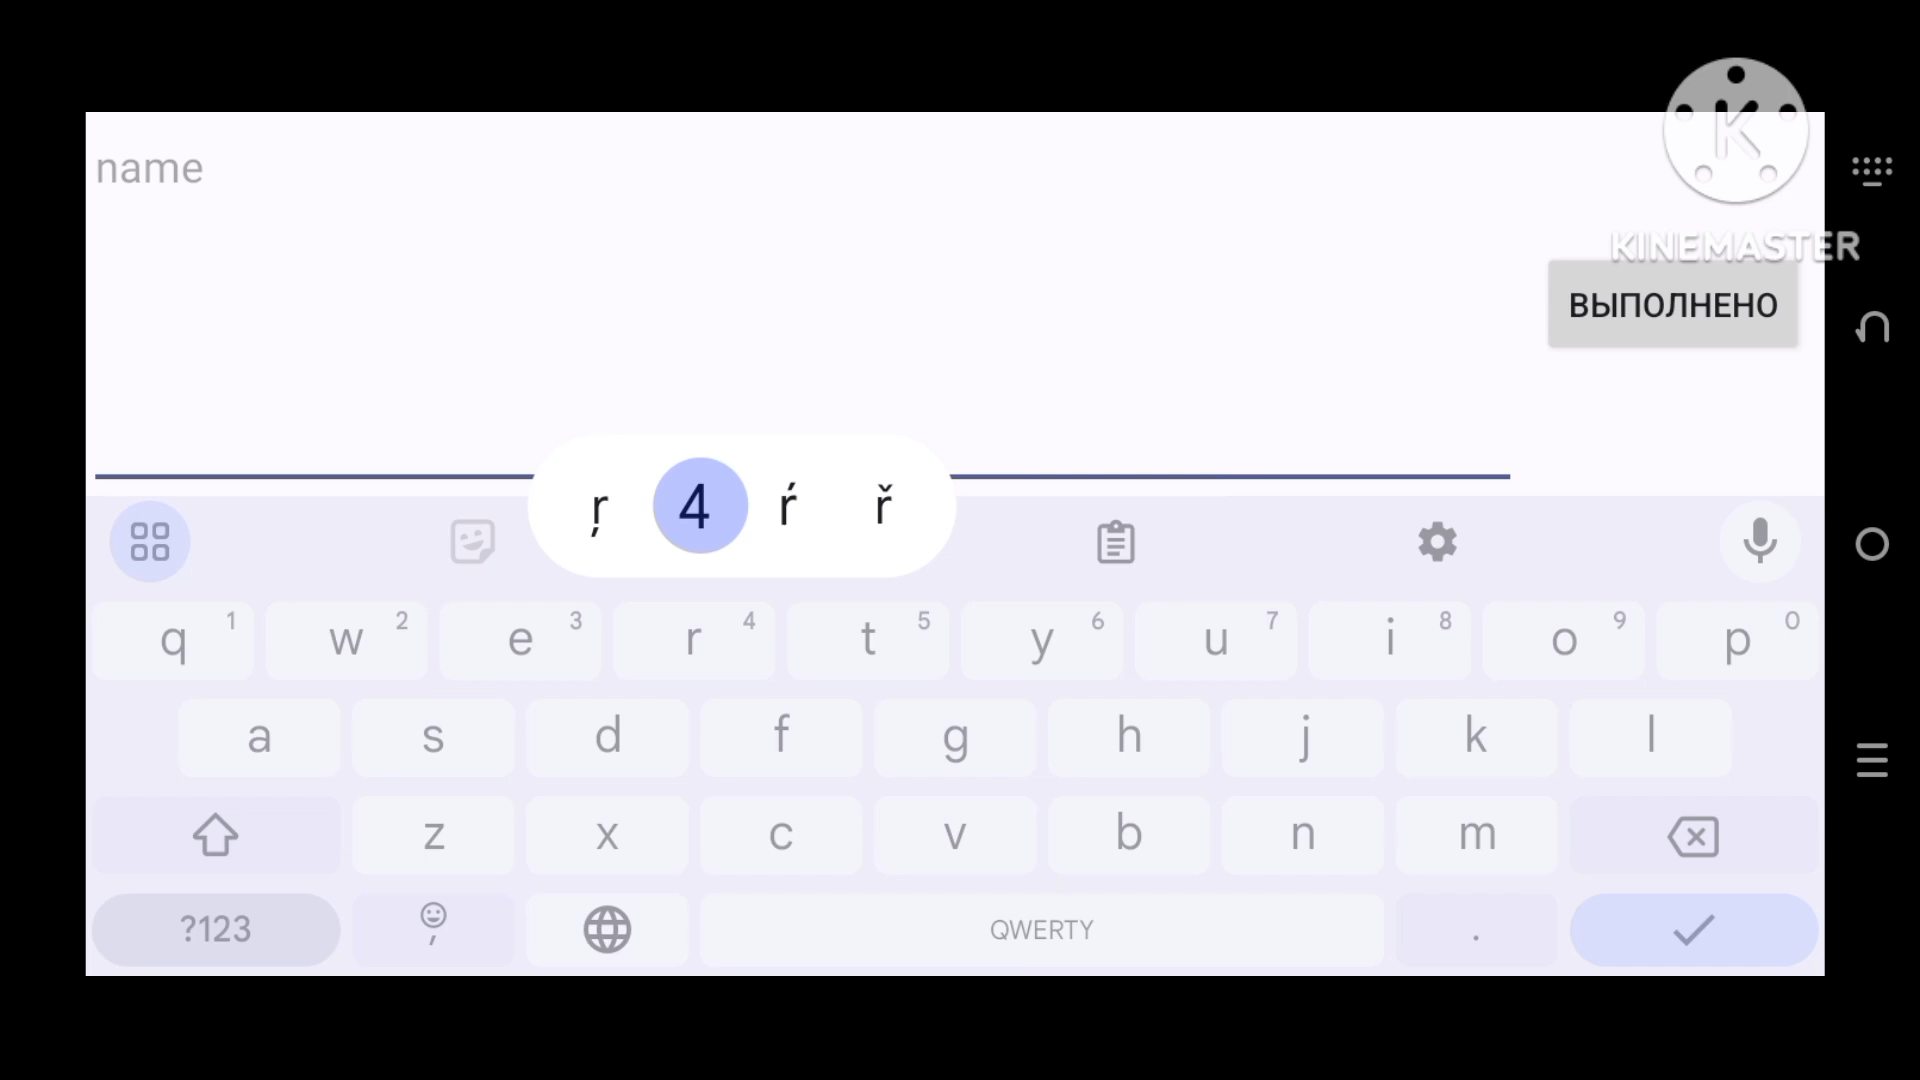 name
K
KINEMASTER
ВЫПОЛНЕНО
ŗ 4 ŕ ř
q 1 w 2 e 3 r 4 t 5 y 6 u 7 i 8 o 9 p 0
a s d f g h j k l
z x c v b n m
?123 , QWERTY .